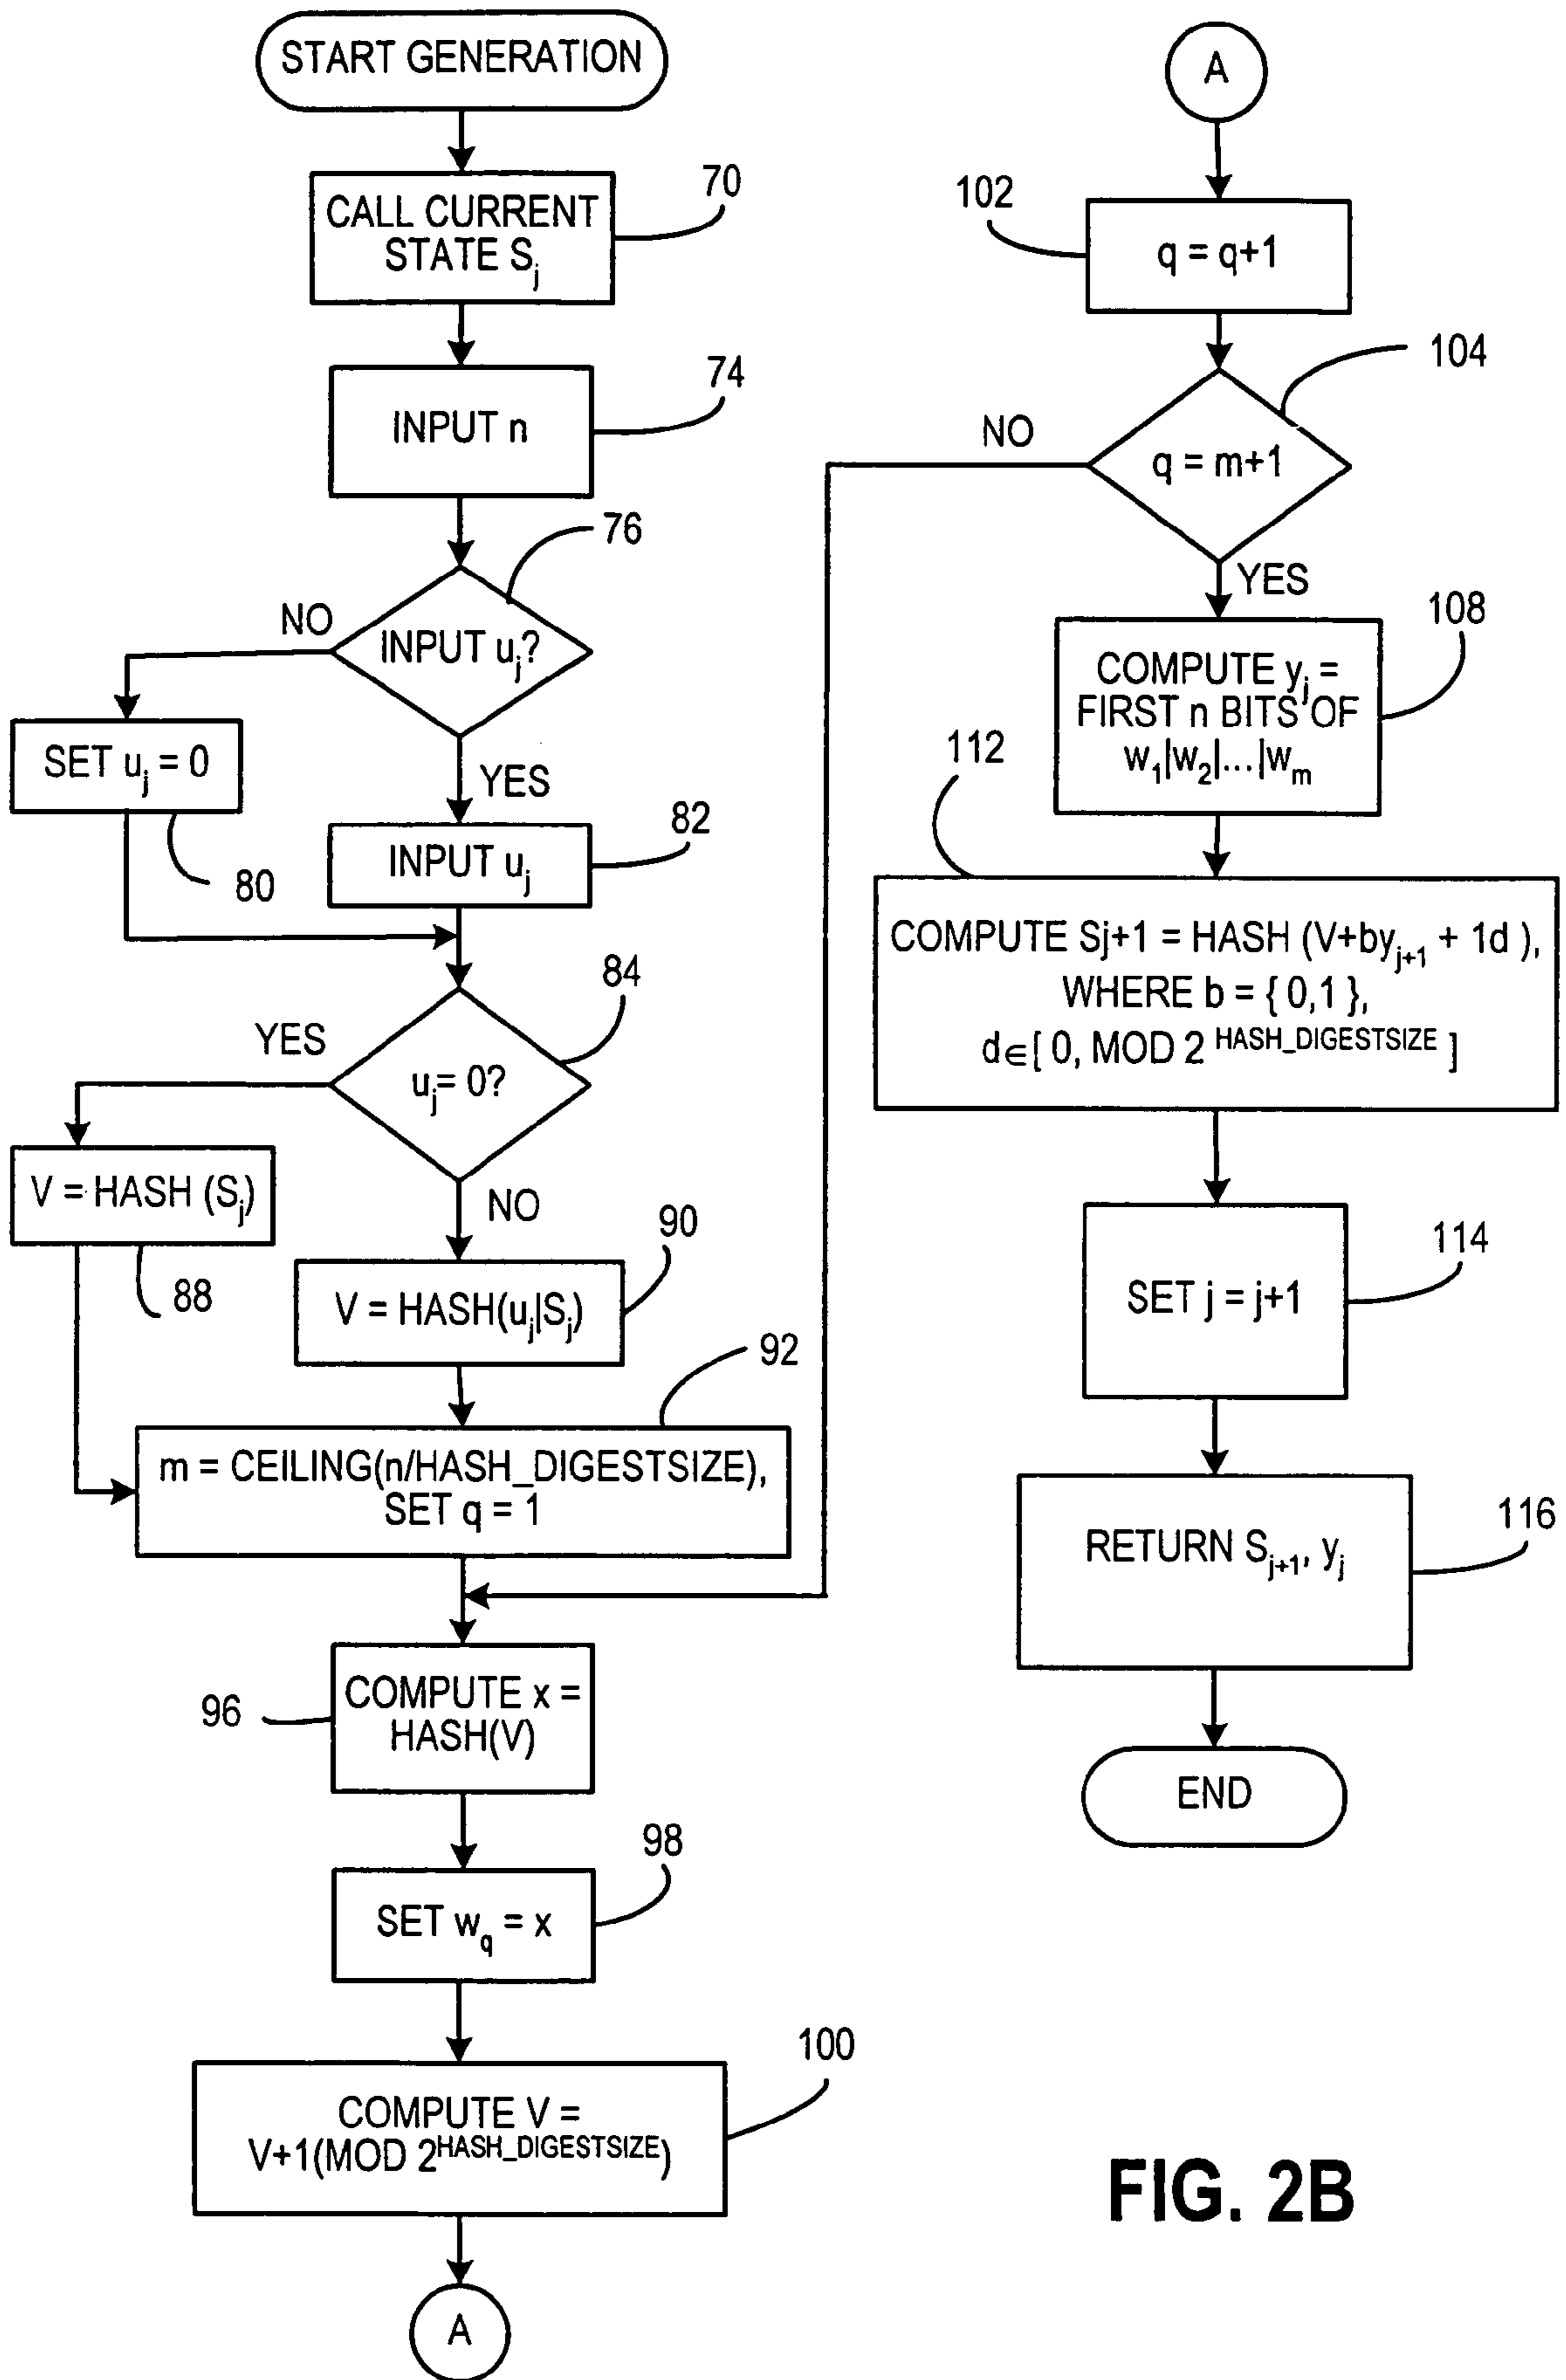 START GENERATION
CALL CURRENT
STATE Sj
70
INPUT n
74
76
INPUT uj?
NO
YES
SET uj = 0
80
INPUT uj
82
84
uj= 0?
YES
NO
V = HASH (Sj)
88
V = HASH(uj|Sj)
90
92
m = CEILING(n/HASH_DIGESTSIZE),
SET q = 1
COMPUTE x =
HASH(V)
96
SET wq = x
98
COMPUTE V =
V+1(MOD 2^HASH_DIGESTSIZE)
100
A
A
q = q+1
102
104
q = m+1
NO
YES
COMPUTE yj =
FIRST n BITS OF
w1|w2|...|wm
108
112
COMPUTE Sj+1 = HASH (V+byj+1 + 1d ),
WHERE b = { 0,1 },
d∈[ 0, MOD 2^HASH_DIGESTSIZE ]
SET j = j+1
114
RETURN Sj+1, yj
116
END
FIG. 2B